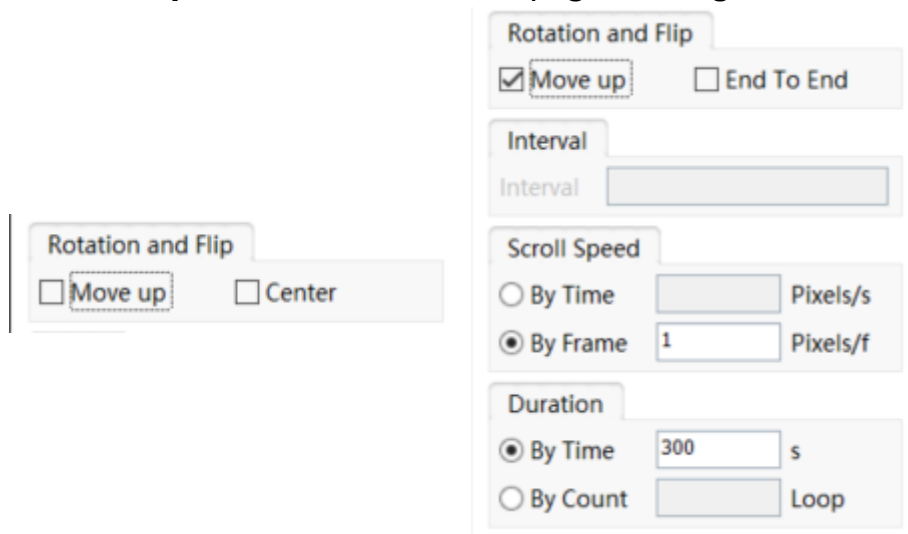 Rotation and Flip
Move up Center
Rotation and Flip
Move up End To End
Interval
Interval
Scroll Speed
By Time Pixels/s
By Frame 1 Pixels/f
Duration
By Time 300 s
By Count Loop